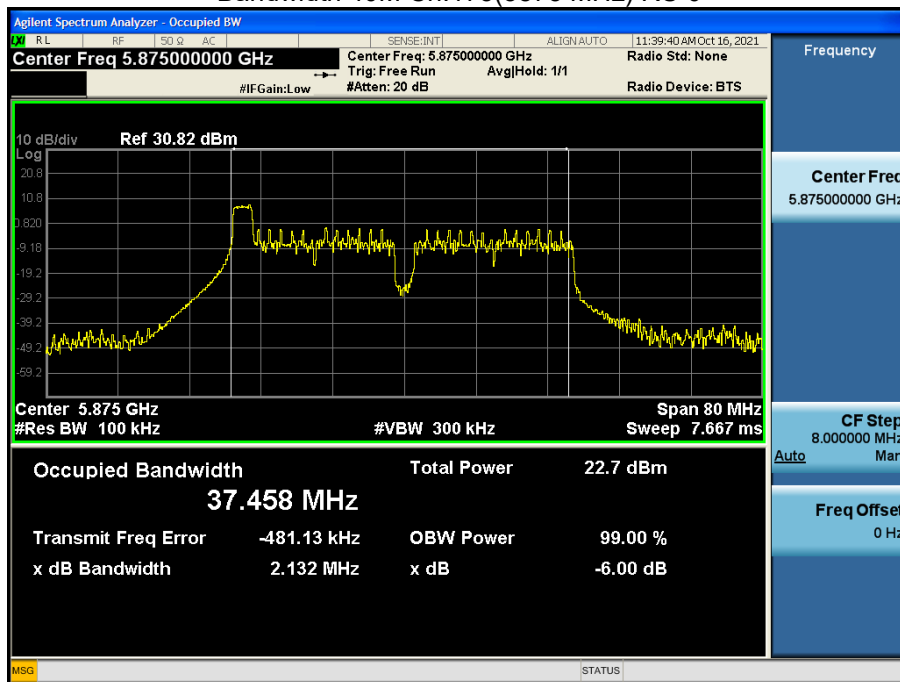 Agilent Spectrum Analyzer - Occupied BW
LXI RL RF 50 Ω AC SENSE:INT ALIGN AUTO 11:39:40 AM Oct 16, 2021
Center Freq 5.875000000 GHz Center Freq: 5.875000000 GHz Radio Std: None
Trig: Free Run Avg|Hold: 1/1
#IFGain:Low #Atten: 20 dB Radio Device: BTS
Frequency
10 dB/div Ref 30.82 dBm
Log
20.8
10.8
0.820
-9.18
-19.2
-29.2
-39.2
-49.2
-59.2
Center 5.875 GHz Span 80 MHz
#Res BW 100 kHz #VBW 300 kHz Sweep 7.667 ms
Center Freq
5.875000000 GHz
CF Step
8.000000 MHz
Auto Man
Freq Offset
0 Hz
Occupied Bandwidth Total Power 22.7 dBm
37.458 MHz
Transmit Freq Error -481.13 kHz OBW Power 99.00 %
x dB Bandwidth 2.132 MHz x dB -6.00 dB
MSG STATUS